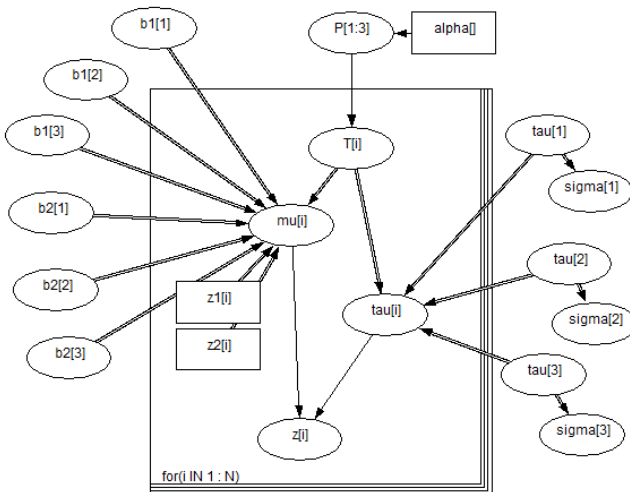 b1[1]
P[1:3]
alpha[]
b1[2]
b1[3]
T[i]
tau[1]
sigma[1]
b2[1]
mu[i]
b2[2]
z1[i]
tau[2]
tau[i]
sigma[2]
b2[3]
z2[i]
tau[3]
z[i]
sigma[3]
for(i IN 1 : N)